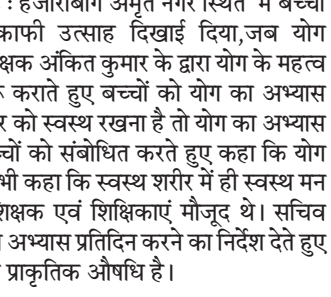 : हजारीबाग अमृत नगर स्थित में बच्चों
काफी उत्साह दिखाई दिया,जब योग
क्षक अंकित कुमार के द्वारा योग के महत्व
कराते हुए बच्चों को योग का अभ्यास
र को स्वस्थ रखना है तो योग का अभ्यास
च्चों को संबोधित करते हुए कहा कि योग
भी कहा कि स्वस्थ शरीर में ही स्वस्थ मन
शिक्षक एवं शिक्षिकाएं मौजूद थे। सचिव
अभ्यास प्रतिदिन करने का निर्देश देते हुए
प्राकृतिक औषधि है।